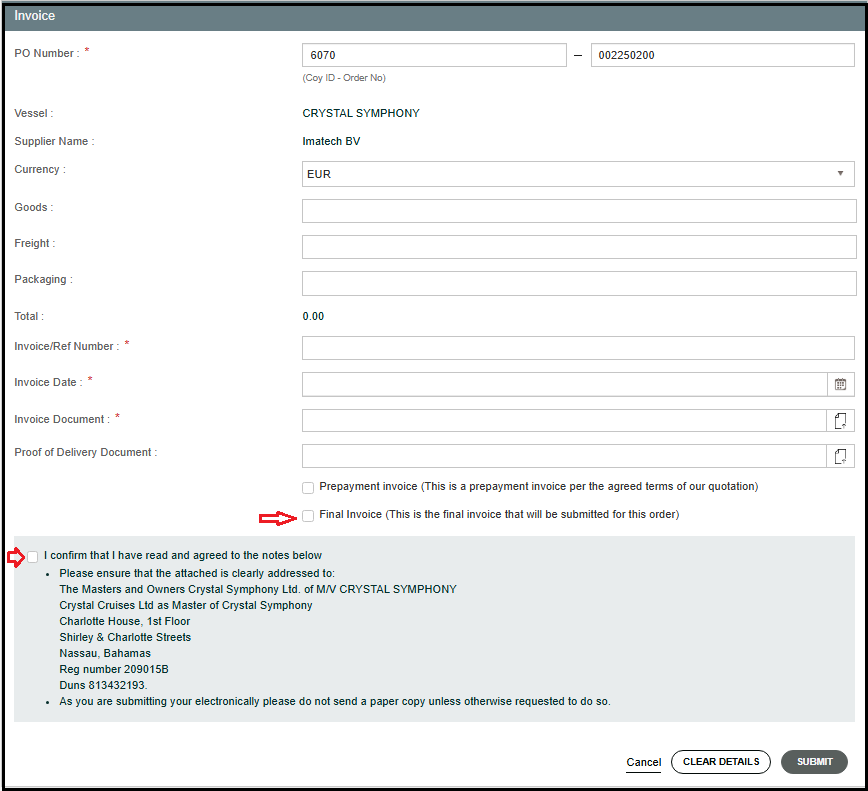 Invoice
PO Number : * 6070 – 002250200
(Coy ID - Order No)
Vessel : CRYSTAL SYMPHONY
Supplier Name : Imatech BV
Currency : EUR
Goods :
Freight :
Packaging :
Total : 0.00
Invoice/Ref Number : *
Invoice Date : *
Invoice Document : *
Proof of Delivery Document :
Prepayment invoice (This is a prepayment invoice per the agreed terms of our quotation)
Final Invoice (This is the final invoice that will be submitted for this order)
I confirm that I have read and agreed to the notes below
• Please ensure that the attached is clearly addressed to:
The Masters and Owners Crystal Symphony Ltd. of M/V CRYSTAL SYMPHONY
Crystal Cruises Ltd as Master of Crystal Symphony
Charlotte House, 1st Floor
Shirley & Charlotte Streets
Nassau, Bahamas
Reg number 209015B
Duns 813432193.
• As you are submitting your electronically please do not send a paper copy unless otherwise requested to do so.
Cancel CLEAR DETAILS SUBMIT